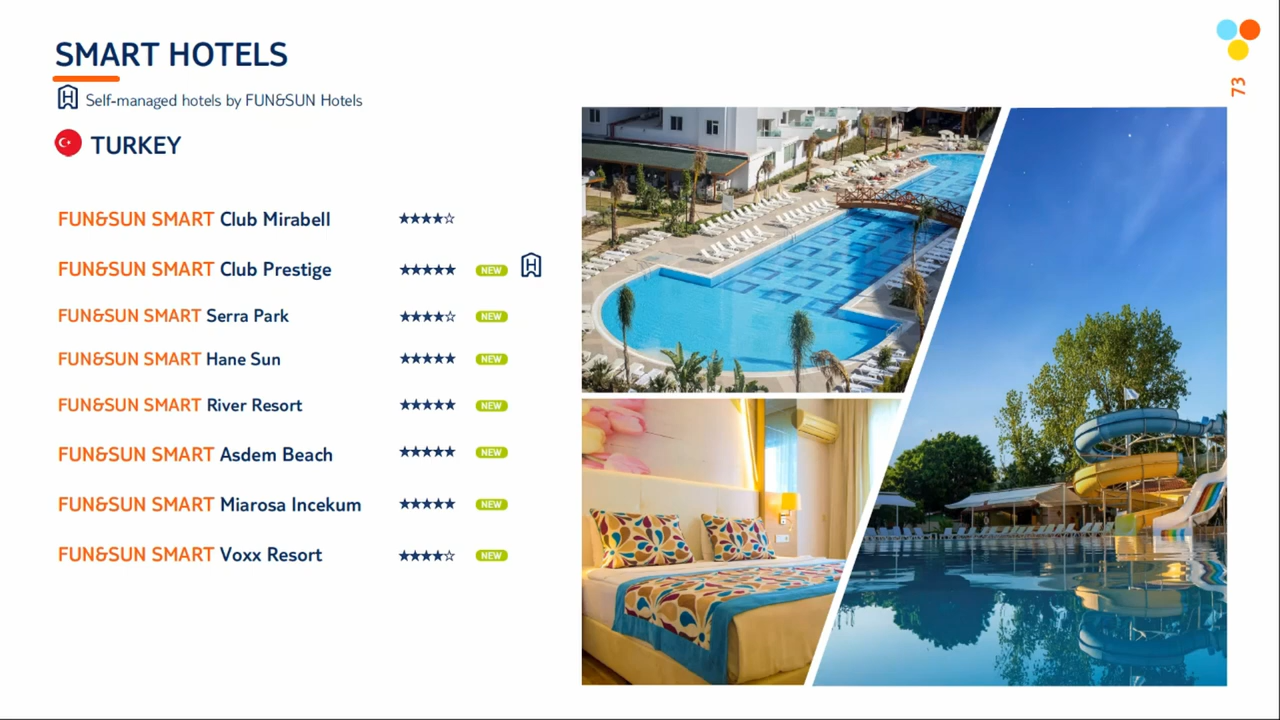 SMART HOTELS
73
H Self-managed hotels by FUN&SUN Hotels
TURKEY
FUN&SUN SMART Club Mirabell ★★★★☆
FUN&SUN SMART Club Prestige ★★★★★ NEW H
FUN&SUN SMART Serra Park ★★★★☆ NEW
FUN&SUN SMART Hane Sun ★★★★★ NEW
FUN&SUN SMART River Resort ★★★★★ NEW
FUN&SUN SMART Asdem Beach ★★★★★ NEW
FUN&SUN SMART Miarosa Incekum ★★★★★ NEW
FUN&SUN SMART Voxx Resort ★★★★☆ NEW